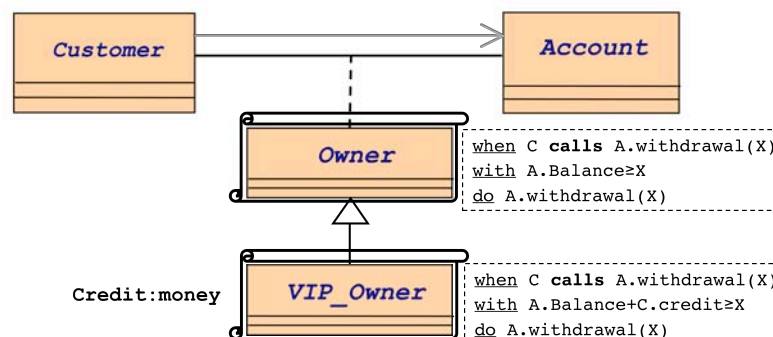 Customer
Account
Owner
when C calls A.withdrawal(X)
with A.Balance≥X
do A.withdrawal(X)
Credit:money
VIP_Owner
when C calls A.withdrawal(X)
with A.Balance+C.credit≥X
do A.withdrawal(X)